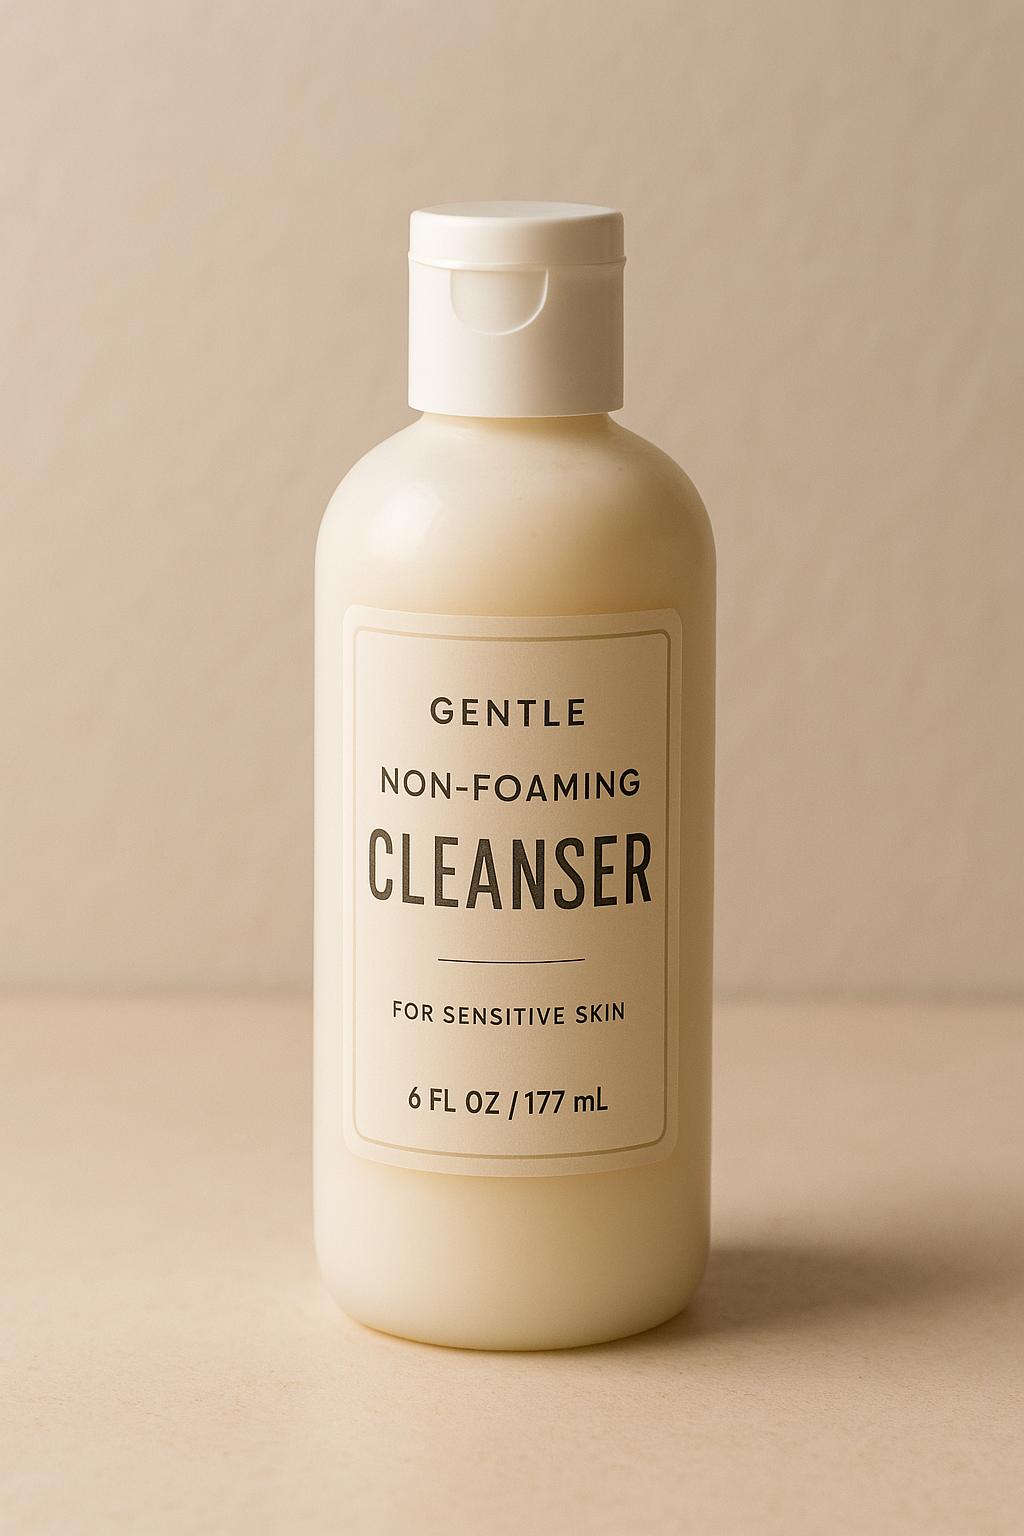 GENTLE
NON-FOAMING
CLEANSER
FOR SENSITIVE SKIN
6 FL OZ / 177 mL